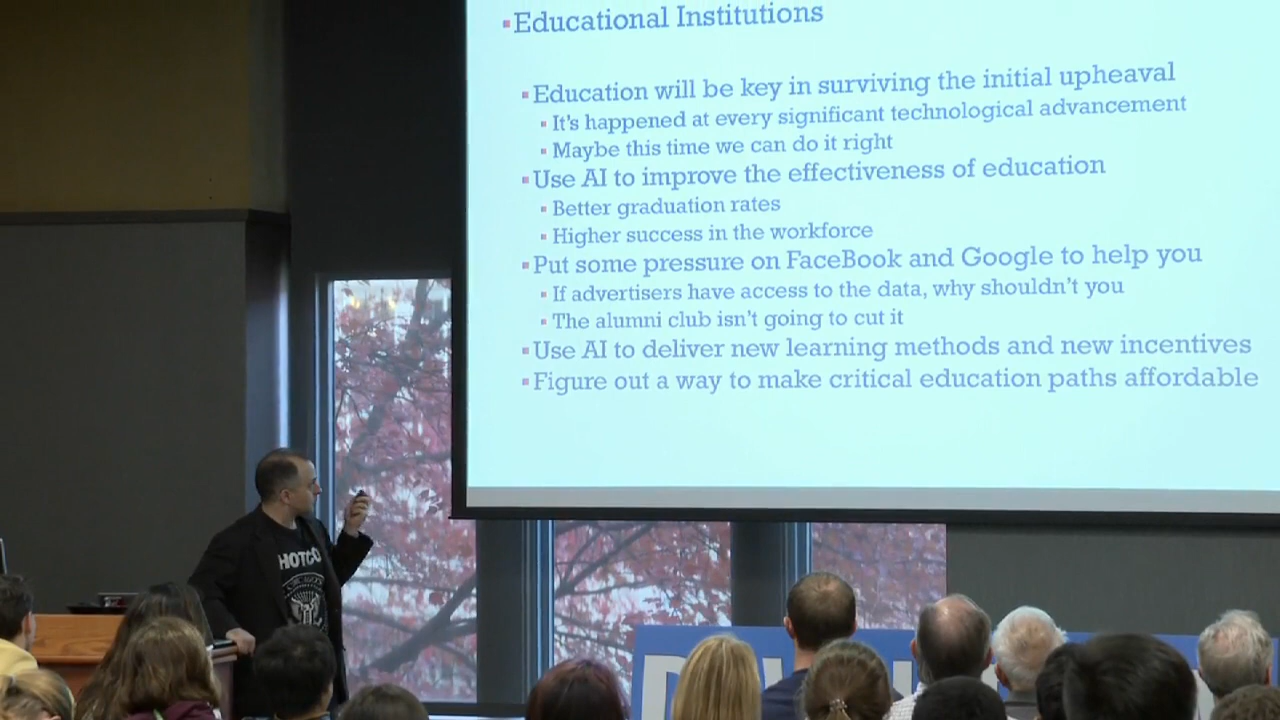 Educational Institutions
Education will be key in surviving the initial upheaval
It's happened at every significant technological advancement
Maybe this time we can do it right
Use AI to improve the effectiveness of education
Better graduation rates
Higher success in the workforce
Put some pressure on FaceBook and Google to help you
If advertisers have access to the data, why shouldn't you
The alumni club isn't going to cut it
Use AI to deliver new learning methods and new incentives
Figure out a way to make critical education paths affordable